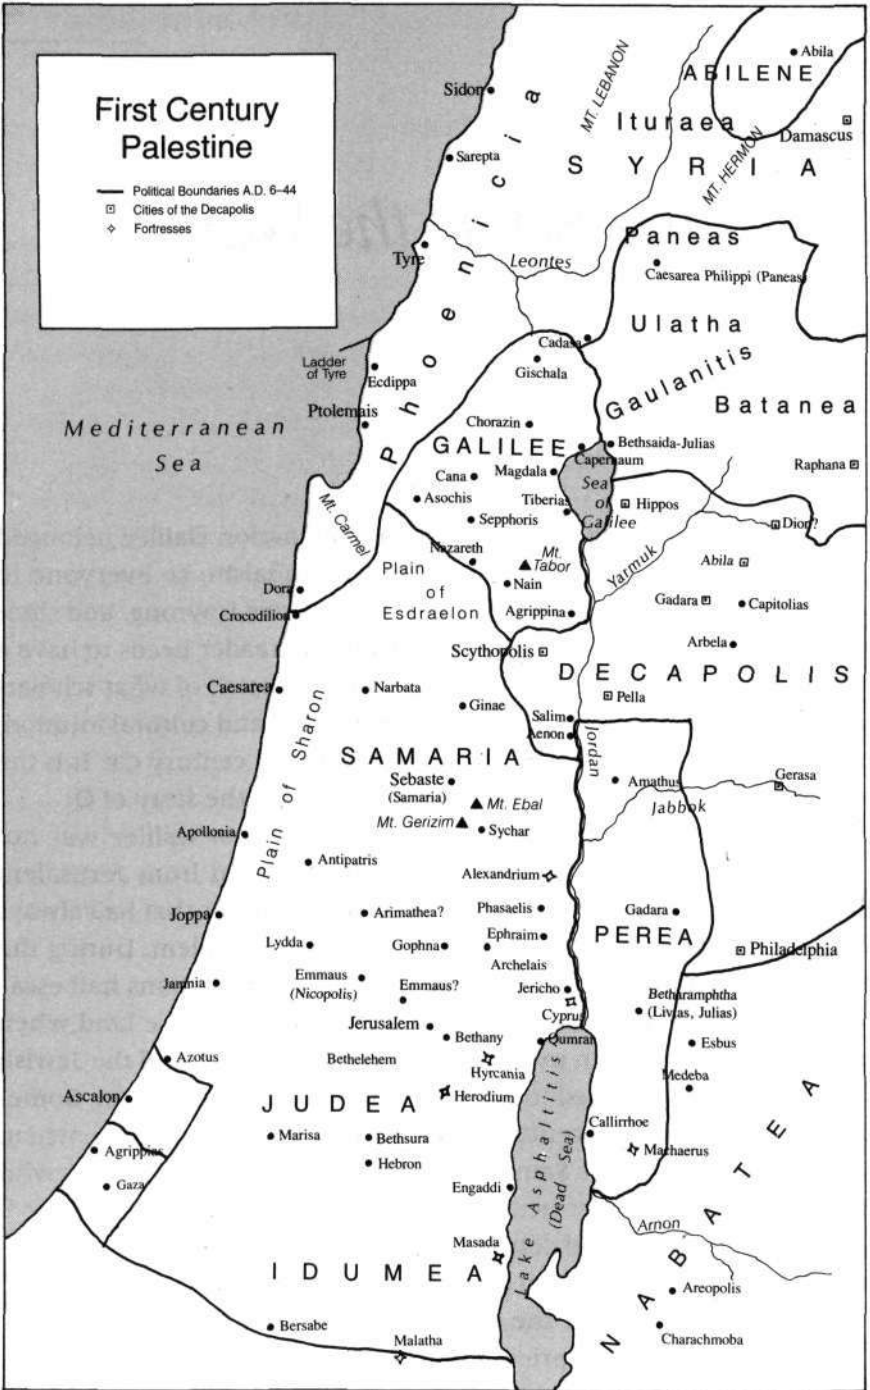 First Century
Palestine
Political Boundaries A.D. 6–44
Cities of the Decapolis
Fortresses
Abila
ABILENE
Sidon
MT. LEBANON
Ituraea
Damascus
Sarepta
SYRIA
MT. HERMON
Phoenicia
Paneas
Tyre
Leontes
Caesarea Philippi (Paneas)
Ulatha
Cadasa
Ladder
of Tyre
Gischala
Ecdippa
Gaulanitis
Batanea
Ptolemais
Chorazin
Mediterranean
Sea
GALILEE
Bethsaida-Julias
Capernaum
Raphana
Magdala
Cana
Sea
of
Galilee
Asochis
Tiberias
Hippos
Mt. Carmel
Sepphoris
Dion?
Nazareth
Mt.
Tabor
Yarmuk
Abila
Plain
of
Esdraelon
Nain
Dora
Gadara
Capitolias
Crocodilion
Agrippina
Arbela
Scythopolis
DECAPOLIS
Caesarea
Narbata
Pella
Ginae
Salim
Aenon
Jordan
Plain of Sharon
SAMARIA
Sebaste
(Samaria)
Amathus
Gerasa
Mt. Ebal
Jabbok
Mt. Gerizim
Sychar
Apollonia
Antipatris
Alexandrium
Joppa
Arimathea?
Phasaelis
Gadara
Ephraim
PEREA
Lydda
Gophna
Philadelphia
Archelais
Jamnia
Emmaus
(Nicopolis)
Emmaus?
Jericho
Betharamphtha
(Livias, Julias)
Cyprus
Jerusalem
Bethany
Qumran
Esbus
Azotus
Bethelehem
Hyrcania
Medeba
Ascalon
Herodium
JUDEA
Callirrhoe
Marisa
Bethsura
Agrippias
Machaerus
Hebron
Gaza
Engaddi
Lake Asphaltitis
(Dead Sea)
NABATEA
Arnon
Masada
IDUMEA
Areopolis
Bersabe
Charachmoba
Malatha